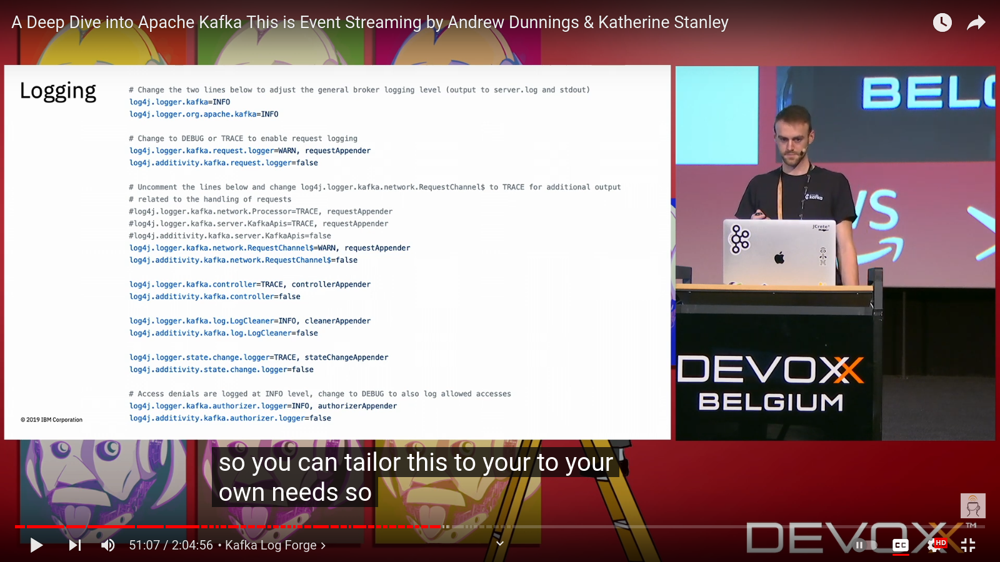 A Deep Dive into Apache Kafka This is Event Streaming by Andrew Dunnings & Katherine Stanley
Logging
# Change the two lines below to adjust the general broker logging level (output to server.log and stdout)
log4j.logger.kafka=INFO
log4j.logger.org.apache.kafka=INFO
# Change to DEBUG or TRACE to enable request logging
log4j.logger.kafka.request.logger=WARN, requestAppender
log4j.additivity.kafka.request.logger=false
# Uncomment the lines below and change log4j.logger.kafka.network.RequestChannel$ to TRACE for additional output
# related to the handling of requests
#log4j.logger.kafka.network.Processor=TRACE, requestAppender
#log4j.logger.kafka.server.KafkaApis=TRACE, requestAppender
#log4j.additivity.kafka.server.KafkaApis=false
log4j.logger.kafka.network.RequestChannel$=WARN, requestAppender
log4j.additivity.kafka.network.RequestChannel$=false
log4j.logger.kafka.controller=TRACE, controllerAppender
log4j.additivity.kafka.controller=false
log4j.logger.kafka.log.LogCleaner=INFO, cleanerAppender
log4j.additivity.kafka.log.LogCleaner=false
log4j.logger.state.change.logger=TRACE, stateChangeAppender
log4j.additivity.state.change.logger=false
# Access denials are logged at INFO level, change to DEBUG to also log allowed accesses
log4j.logger.kafka.authorizer.logger=INFO, authorizerAppender
log4j.additivity.kafka.authorizer.logger=false
© 2019 IBM Corporation
BELG
kafka
WS
JCrete
M
DEVOXX
BELGIUM
so you can tailor this to your to your
own needs so
DEVOXX™
51:07 / 2:04:56 • Kafka Log Forge
CC
HD